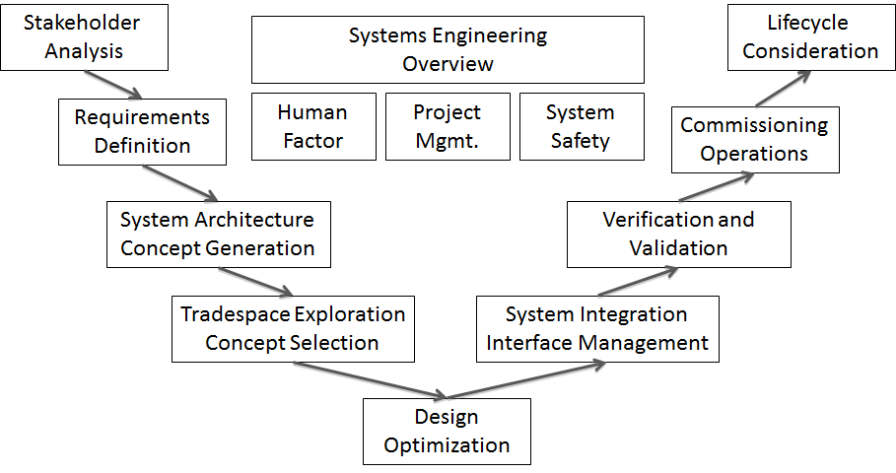 Stakeholder
Analysis
Systems Engineering
Overview
Lifecycle
Consideration
Requirements
Definition
Human
Factor
Project
Mgmt.
System
Safety
Commissioning
Operations
System Architecture
Concept Generation
Verification and
Validation
Tradespace Exploration
Concept Selection
System Integration
Interface Management
Design
Optimization